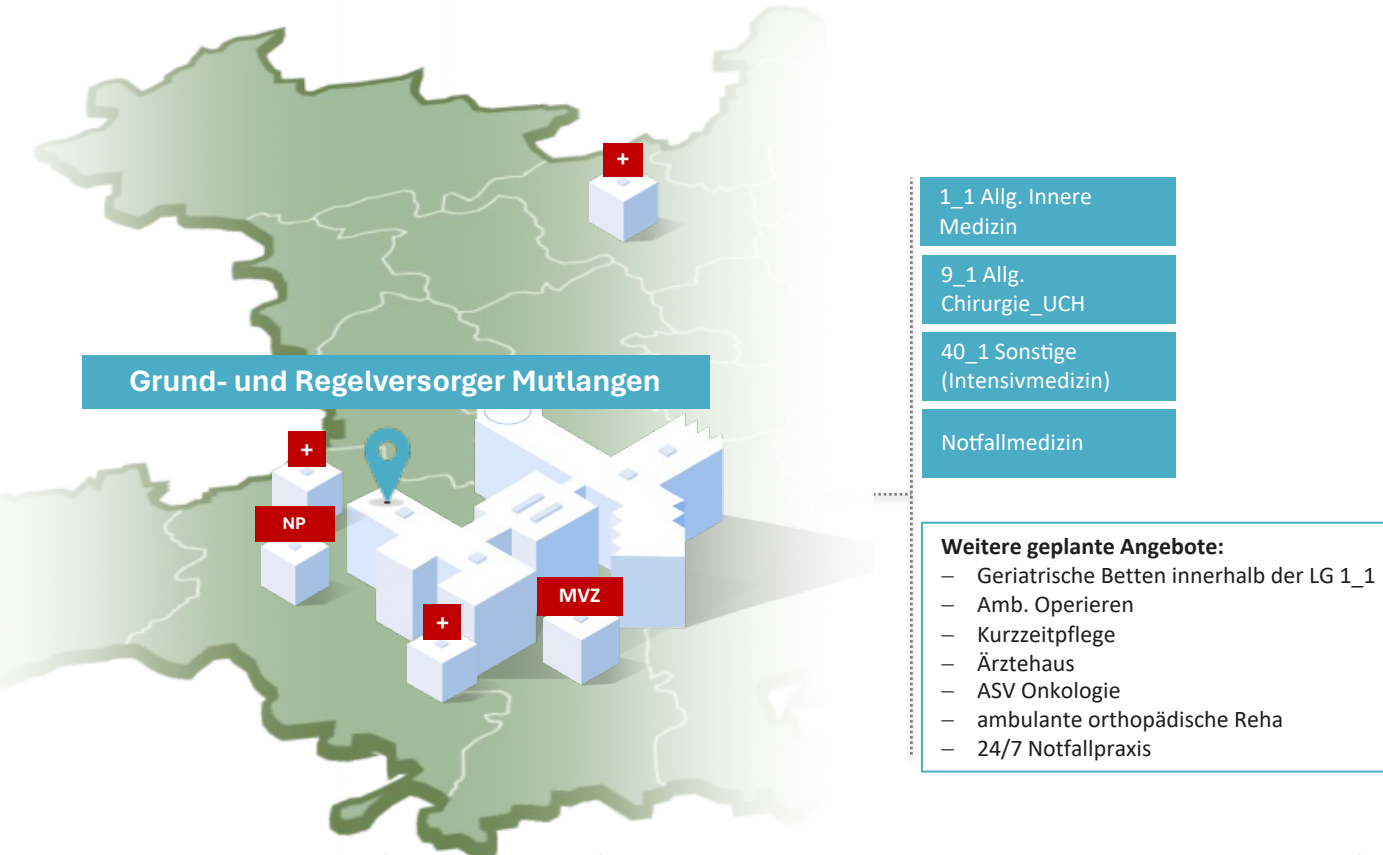 +
Grund- und Regelversorger Mutlangen
+
NP
MVZ
+
1_1 Allg. Innere
Medizin
9_1 Allg.
Chirurgie_UCH
40_1 Sonstige
(Intensivmedizin)
Notfallmedizin
Weitere geplante Angebote:
– Geriatrische Betten innerhalb der LG 1_1
– Amb. Operieren
– Kurzzeitpflege
– Ärztehaus
– ASV Onkologie
– ambulante orthopädische Reha
– 24/7 Notfallpraxis